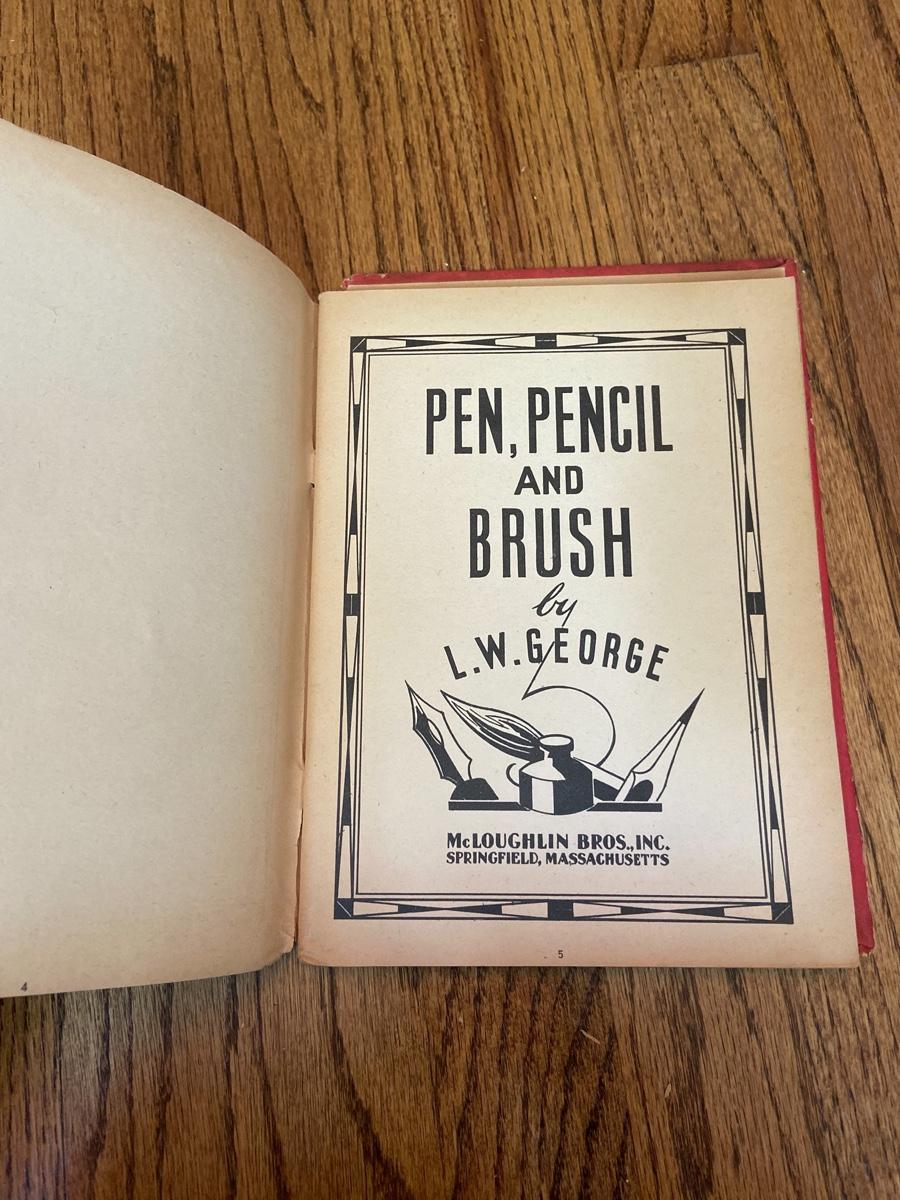 4
PEN, PENCIL
AND
BRUSH
by
L.W.GEORGE
McLOUGHLIN BROS., INC.
SPRINGFIELD, MASSACHUSETTS
5